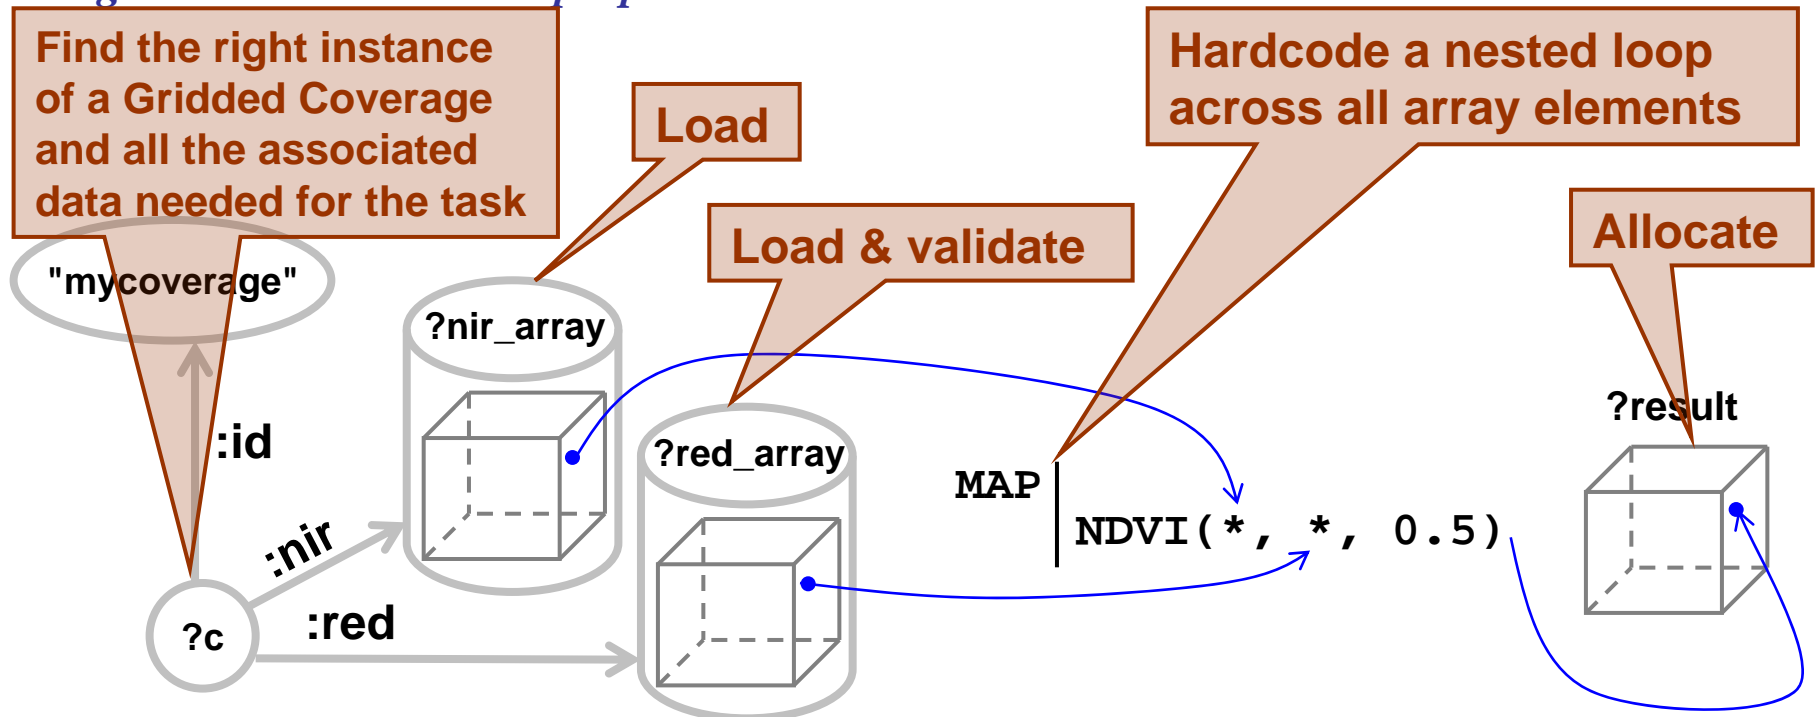 Find the right instance
of a Gridded Coverage
and all the associated
data needed for the task
Load
Hardcode a nested loop
across all array elements
Load & validate
Allocate
"mycoverage"
?nir_array
?result
:id
?red_array
MAP
NDVI(*, *, 0.5)
:nir
:red
?c